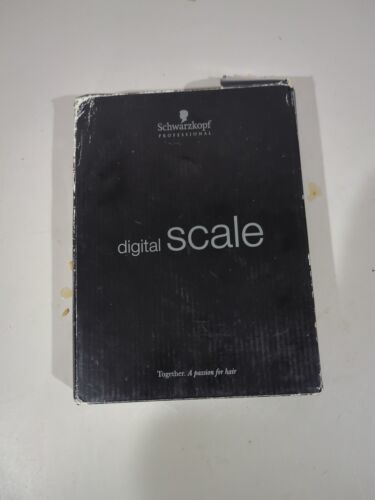 Schwarzkopf
PROFESSIONAL
digital scale
Together. A passion for hair